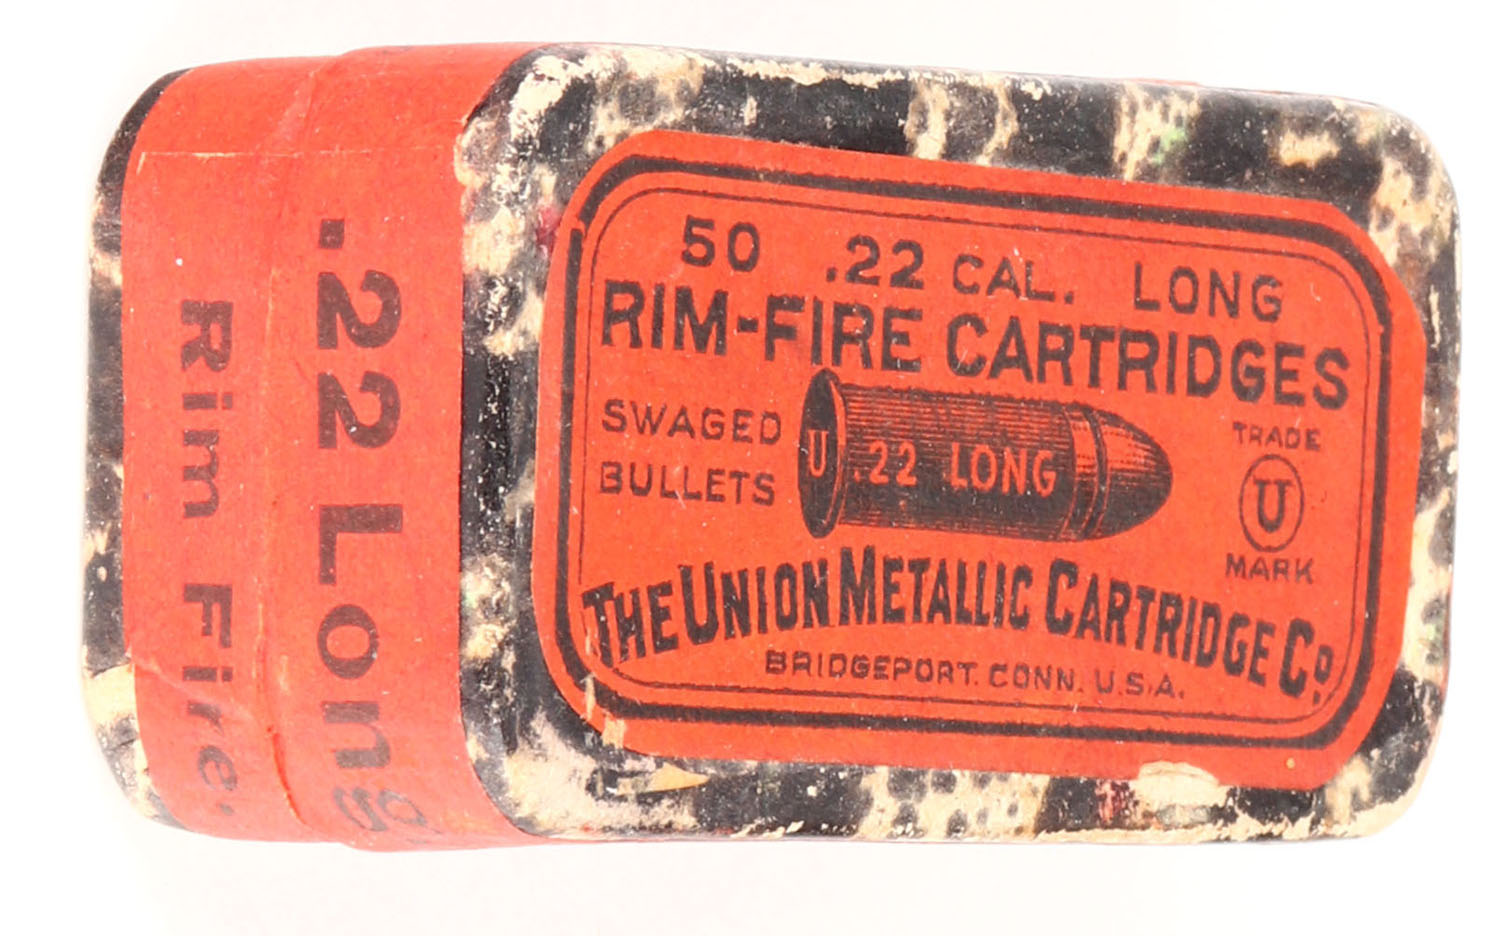 50 .22 CAL. LONG
RIM-FIRE CARTRIDGES
SWAGED
BULLETS
U .22 LONG
TRADE
U
MARK
THE UNION METALLIC CARTRIDGE CO.
BRIDGEPORT. CONN. U.S.A.
.22 Long
Rim Fire.